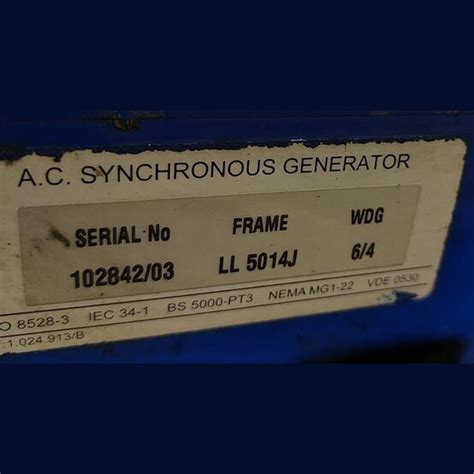 A.C. SYNCHRONOUS GENERATOR
SERIAL No FRAME WDG
102842/03 LL 5014J 6/4
O 8528-3 IEC 34-1 BS 5000-PT3 NEMA MG1-22 VDE 0530
:1.024.913/B